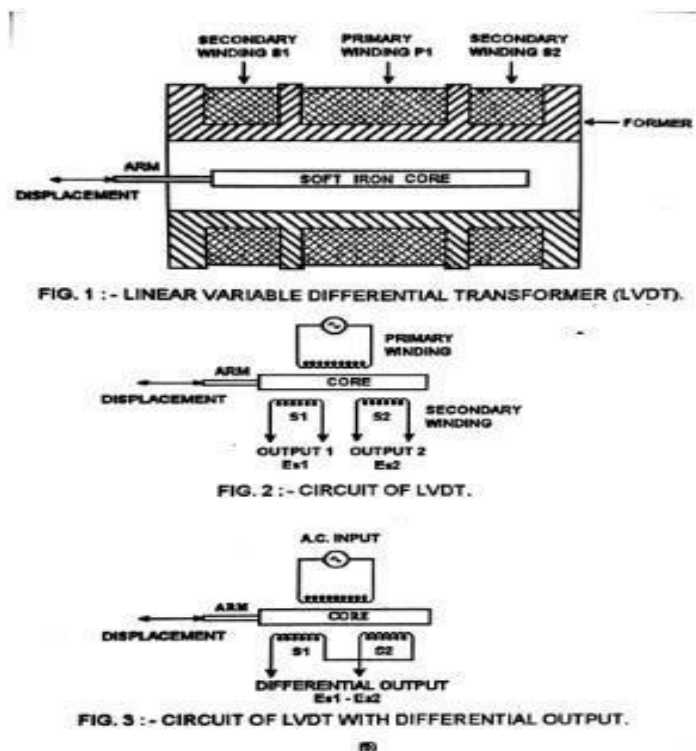 SECONDARY WINDING S1
PRIMARY WINDING P1
SECONDARY WINDING S2
FORMER
ARM
DISPLACEMENT
SOFT IRON CORE
FIG. 1 :- LINEAR VARIABLE DIFFERENTIAL TRANSFORMER (LVDT).
PRIMARY WINDING
ARM
CORE
DISPLACEMENT
S1
S2
SECONDARY WINDING
OUTPUT 1
Es1
OUTPUT 2
Es2
FIG. 2 :- CIRCUIT OF LVDT.
A.C. INPUT
ARM
CORE
DISPLACEMENT
S1
S2
DIFFERENTIAL OUTPUT
Es1 - Es2
FIG. 3 :- CIRCUIT OF LVDT WITH DIFFERENTIAL OUTPUT.